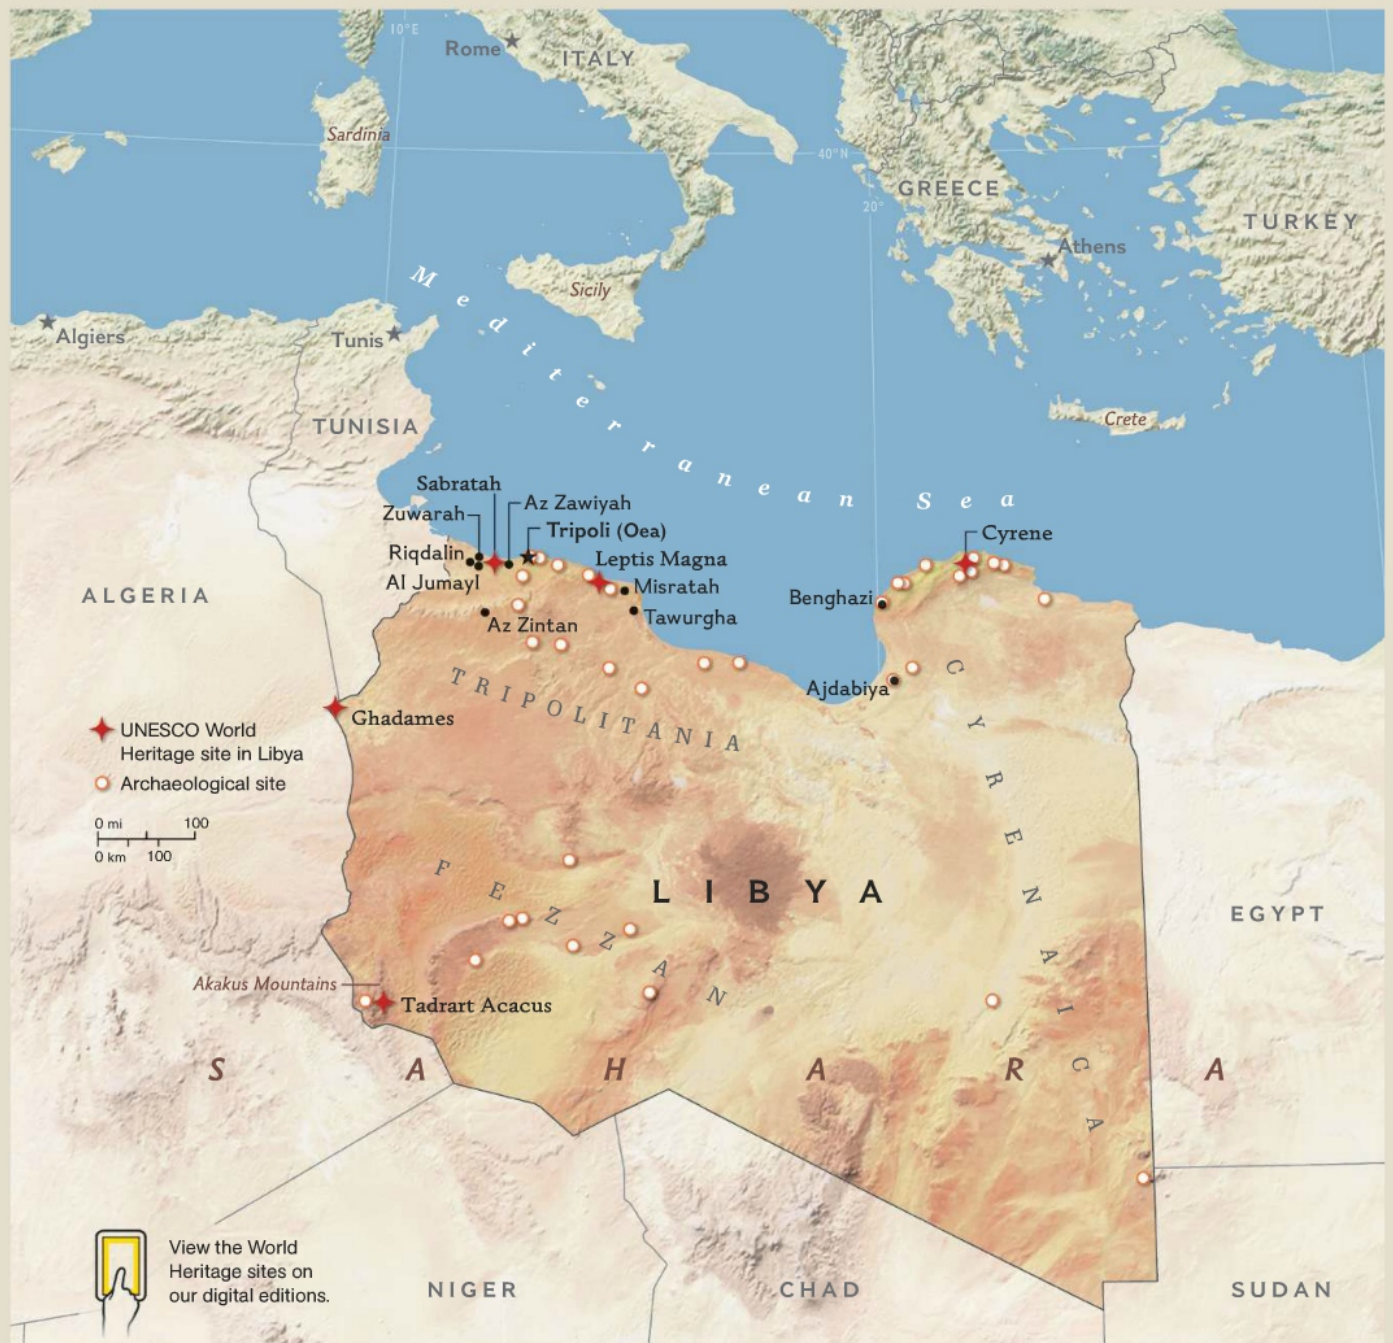 10°E
Rome
ITALY
Sardinia
40°N
GREECE
20°
TURKEY
Athens
Mediterranean Sea
Sicily
Algiers
Tunis
Crete
TUNISIA
Sabratah
Az Zawiyah
Zuwarah
Tripoli (Oea)
Cyrene
Riqdalin
Leptis Magna
Al Jumayl
Misratah
ALGERIA
Benghazi
Tawurgha
Az Zintan
TRIPOLITANIA
CYRENAICA
Ajdabiya
Ghadames
UNESCO World
Heritage site in Libya
Archaeological site
0 mi 100
0 km 100
FEZZAN
LIBYA
EGYPT
Akakus Mountains
Tadrart Acacus
SAHARA
View the World
Heritage sites on
our digital editions.
NIGER
CHAD
SUDAN